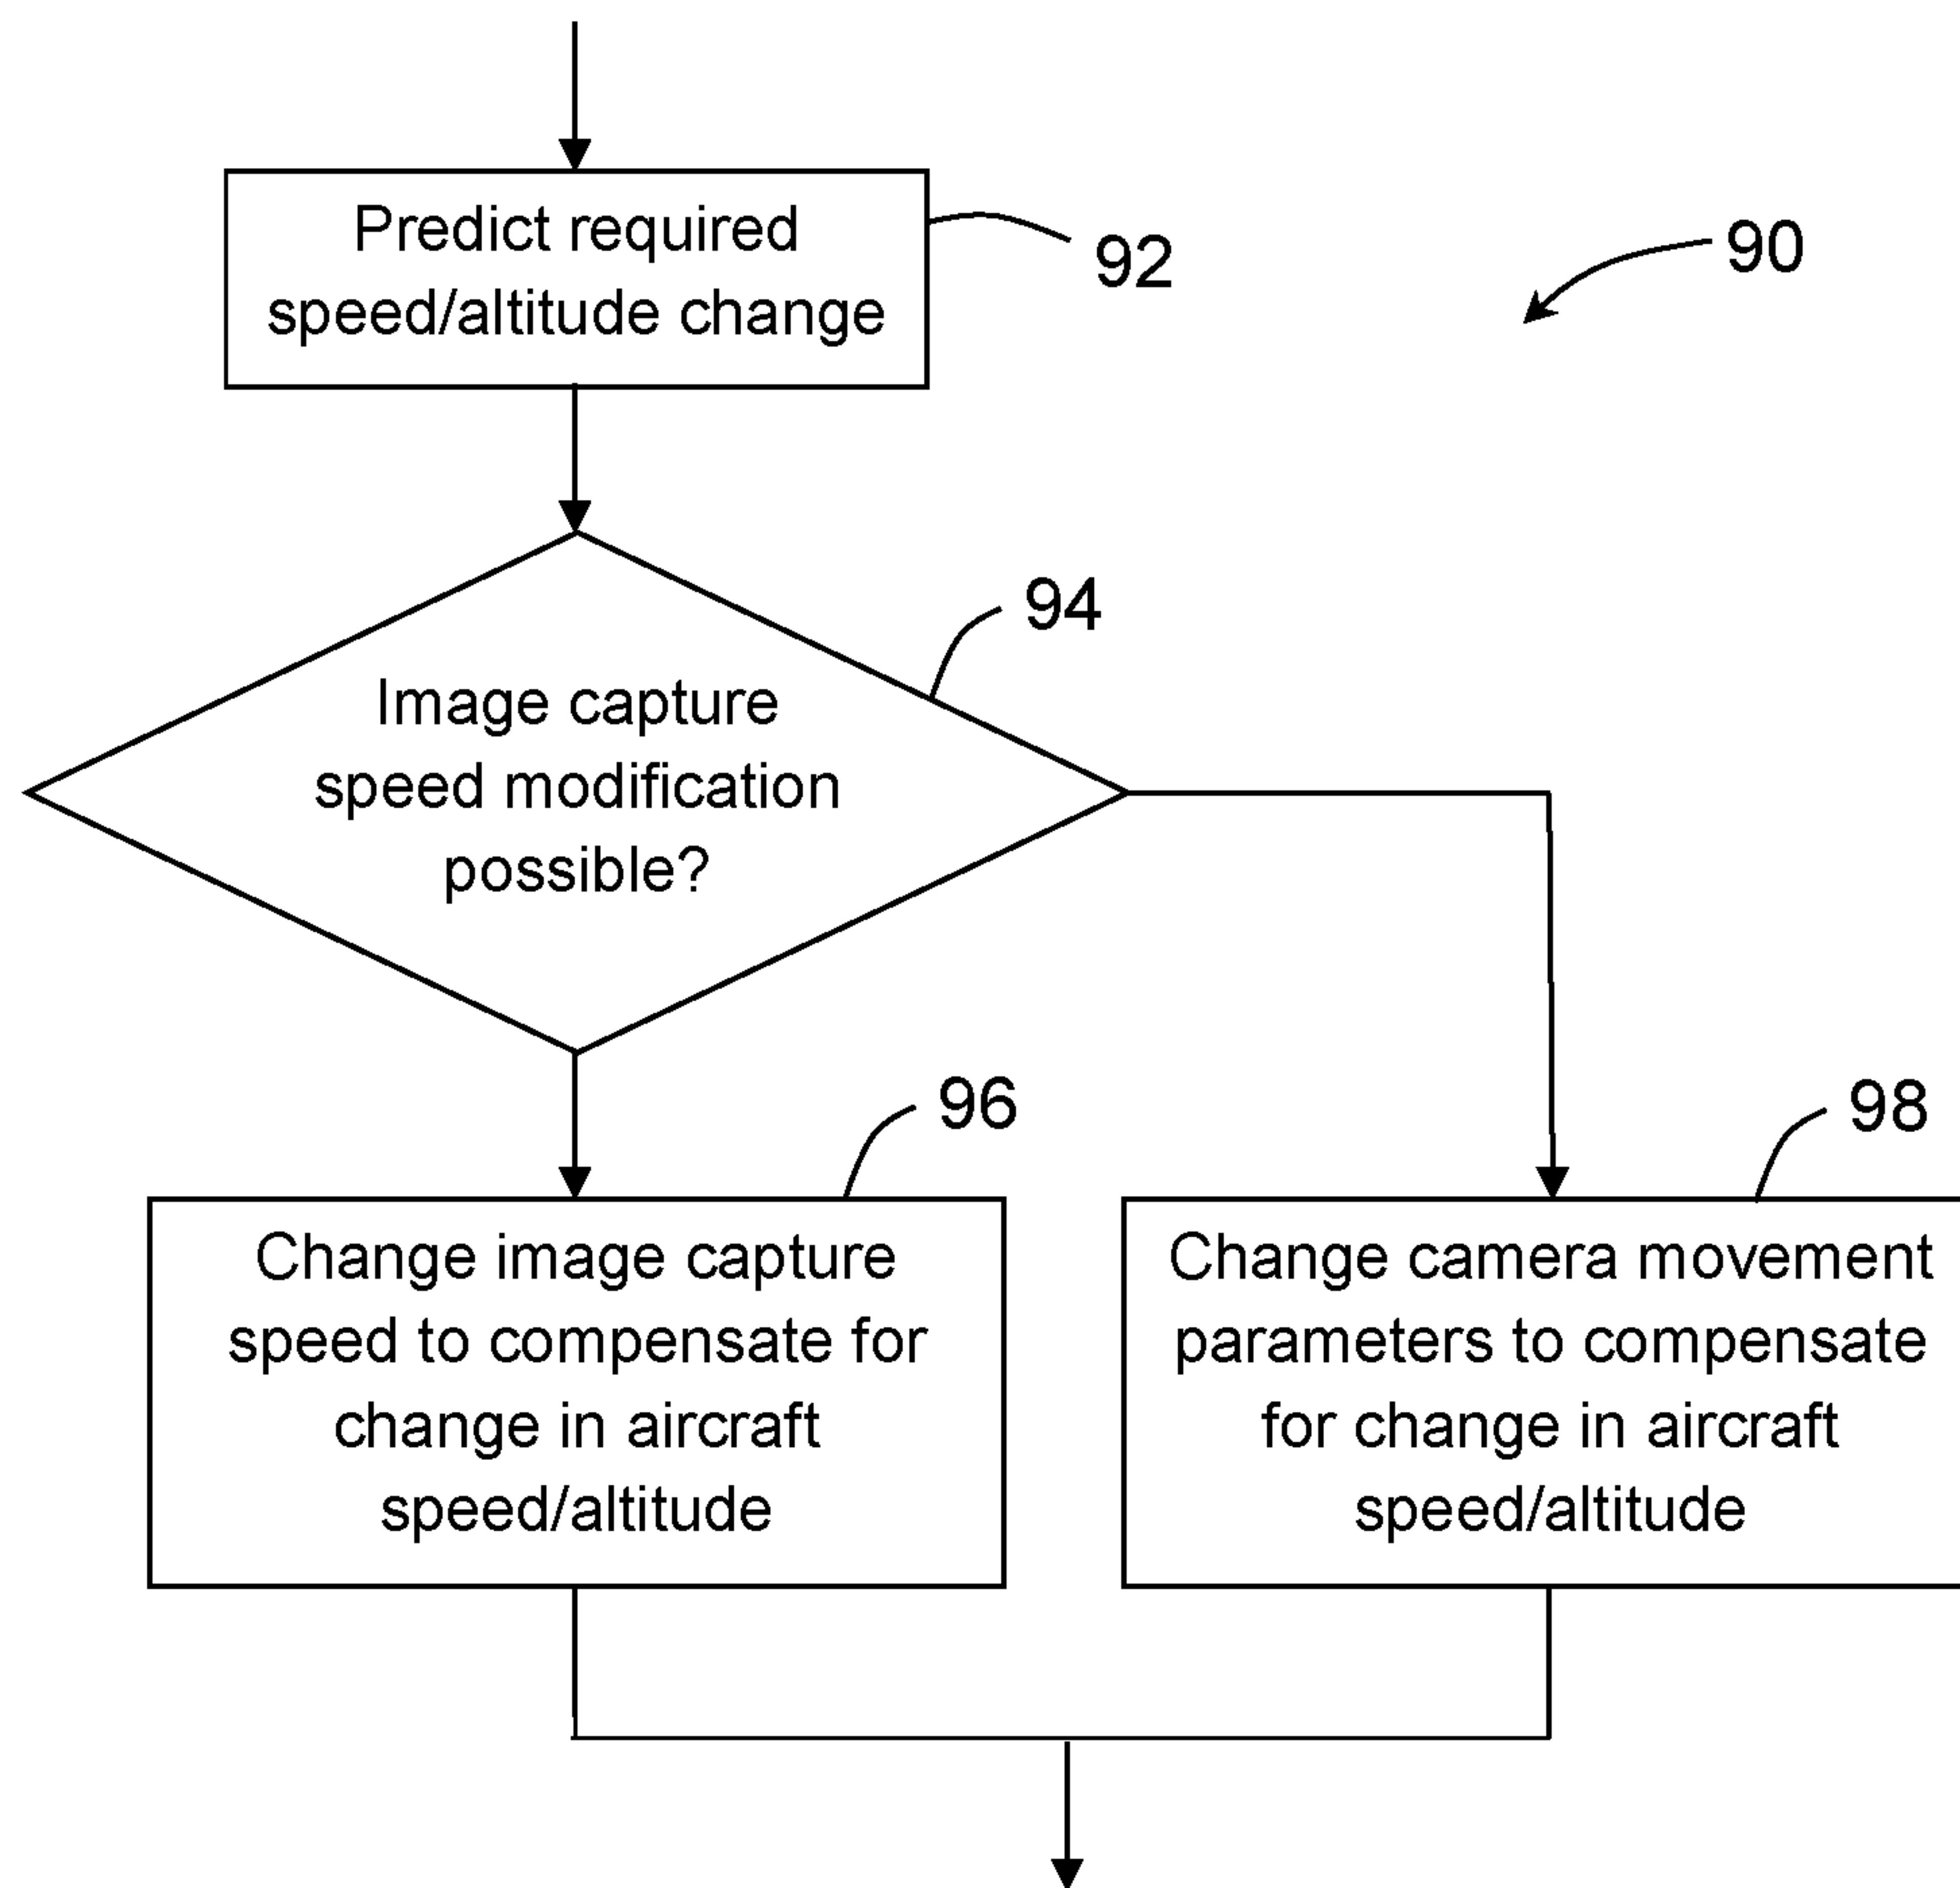 Predict required
speed/altitude change
92
90
94
Image capture
speed modification
possible?
96
98
Change image capture
speed to compensate for
change in aircraft
speed/altitude
Change camera movement
parameters to compensate
for change in aircraft
speed/altitude